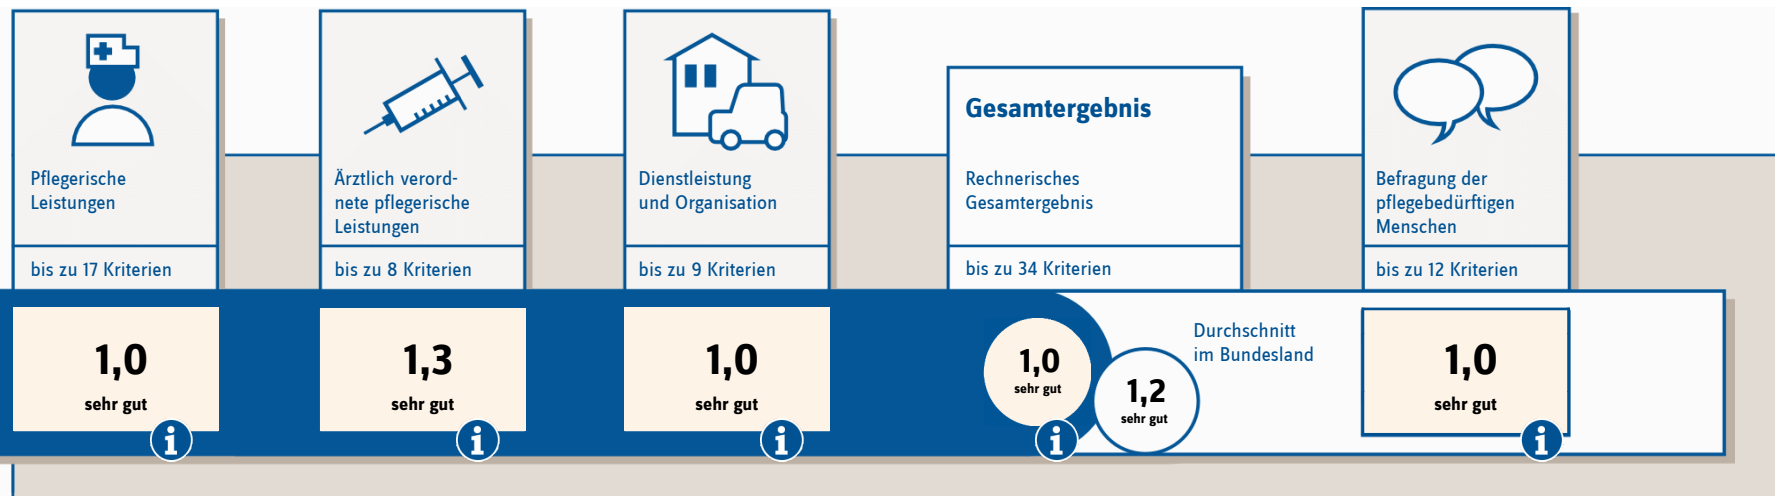 Pflegerische
Leistungen
bis zu 17 Kriterien
1,0
sehr gut
i
Ärztlich verord-
nete pflegerische
Leistungen
bis zu 8 Kriterien
1,3
sehr gut
i
Dienstleistung
und Organisation
bis zu 9 Kriterien
1,0
sehr gut
i
Gesamtergebnis
Rechnerisches
Gesamtergebnis
bis zu 34 Kriterien
1,0
sehr gut
i
1,2
sehr gut
Durchschnitt
im Bundesland
Befragung der
pflegebedürftigen
Menschen
bis zu 12 Kriterien
1,0
sehr gut
i